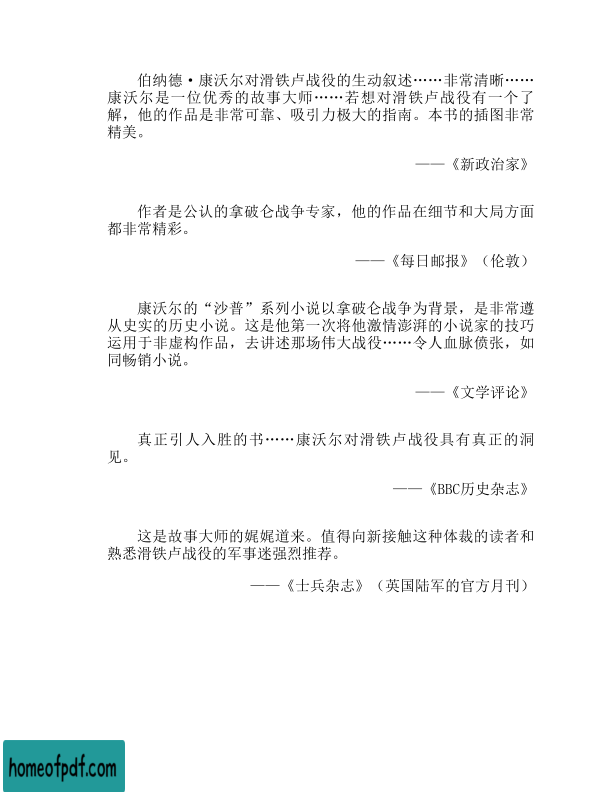 伯纳德·康沃尔对滑铁卢战役的生动叙述……非常清晰……
康沃尔是一位优秀的故事大师……若想对滑铁卢战役有一个了
解，他的作品是非常可靠、吸引力极大的指南。本书的插图非常
精美。
——《新政治家》
作者是公认的拿破仑战争专家，他的作品在细节和大局方面
都非常精彩。
——《每日邮报》（伦敦）
康沃尔的“沙普”系列小说以拿破仑战争为背景，是非常遵
从史实的历史小说。这是他第一次将他激情澎湃的小说家的技巧
运用于非虚构作品，去讲述那场伟大战役……令人血脉偾张，如
同畅销小说。
——《文学评论》
真正引人入胜的书……康沃尔对滑铁卢战役具有真正的洞
见。
——《BBC历史杂志》
这是故事大师的娓娓道来。值得向新接触这种体裁的读者和
熟悉滑铁卢战役的军事迷强烈推荐。
——《士兵杂志》（英国陆军的官方月刊）
homeofpdf.com